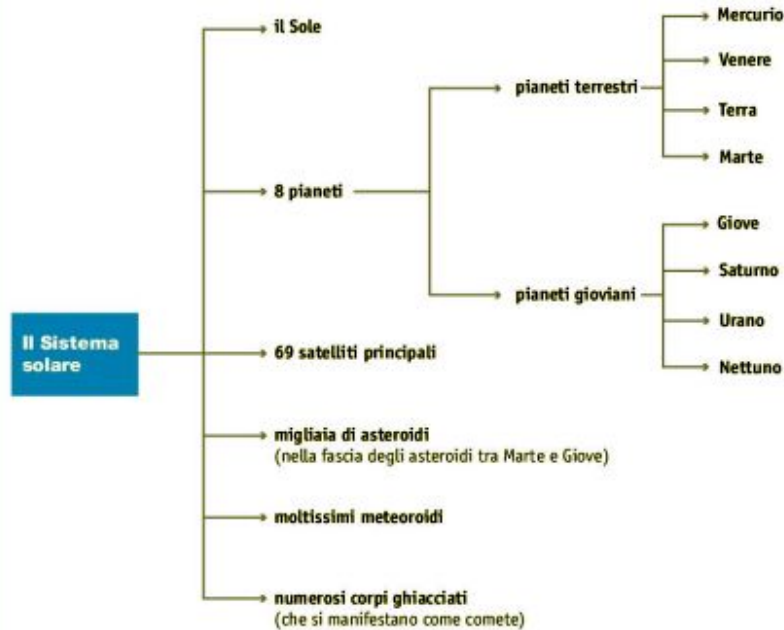 Il Sistema
solare
il Sole
8 pianeti
pianeti terrestri
Mercurio
Venere
Terra
Marte
pianeti gioviani
Giove
Saturno
Urano
Nettuno
69 satelliti principali
migliaia di asteroidi
(nella fascia degli asteroidi tra Marte e Giove)
moltissimi meteoroidi
numerosi corpi ghiacciati
(che si manifestano come comete)